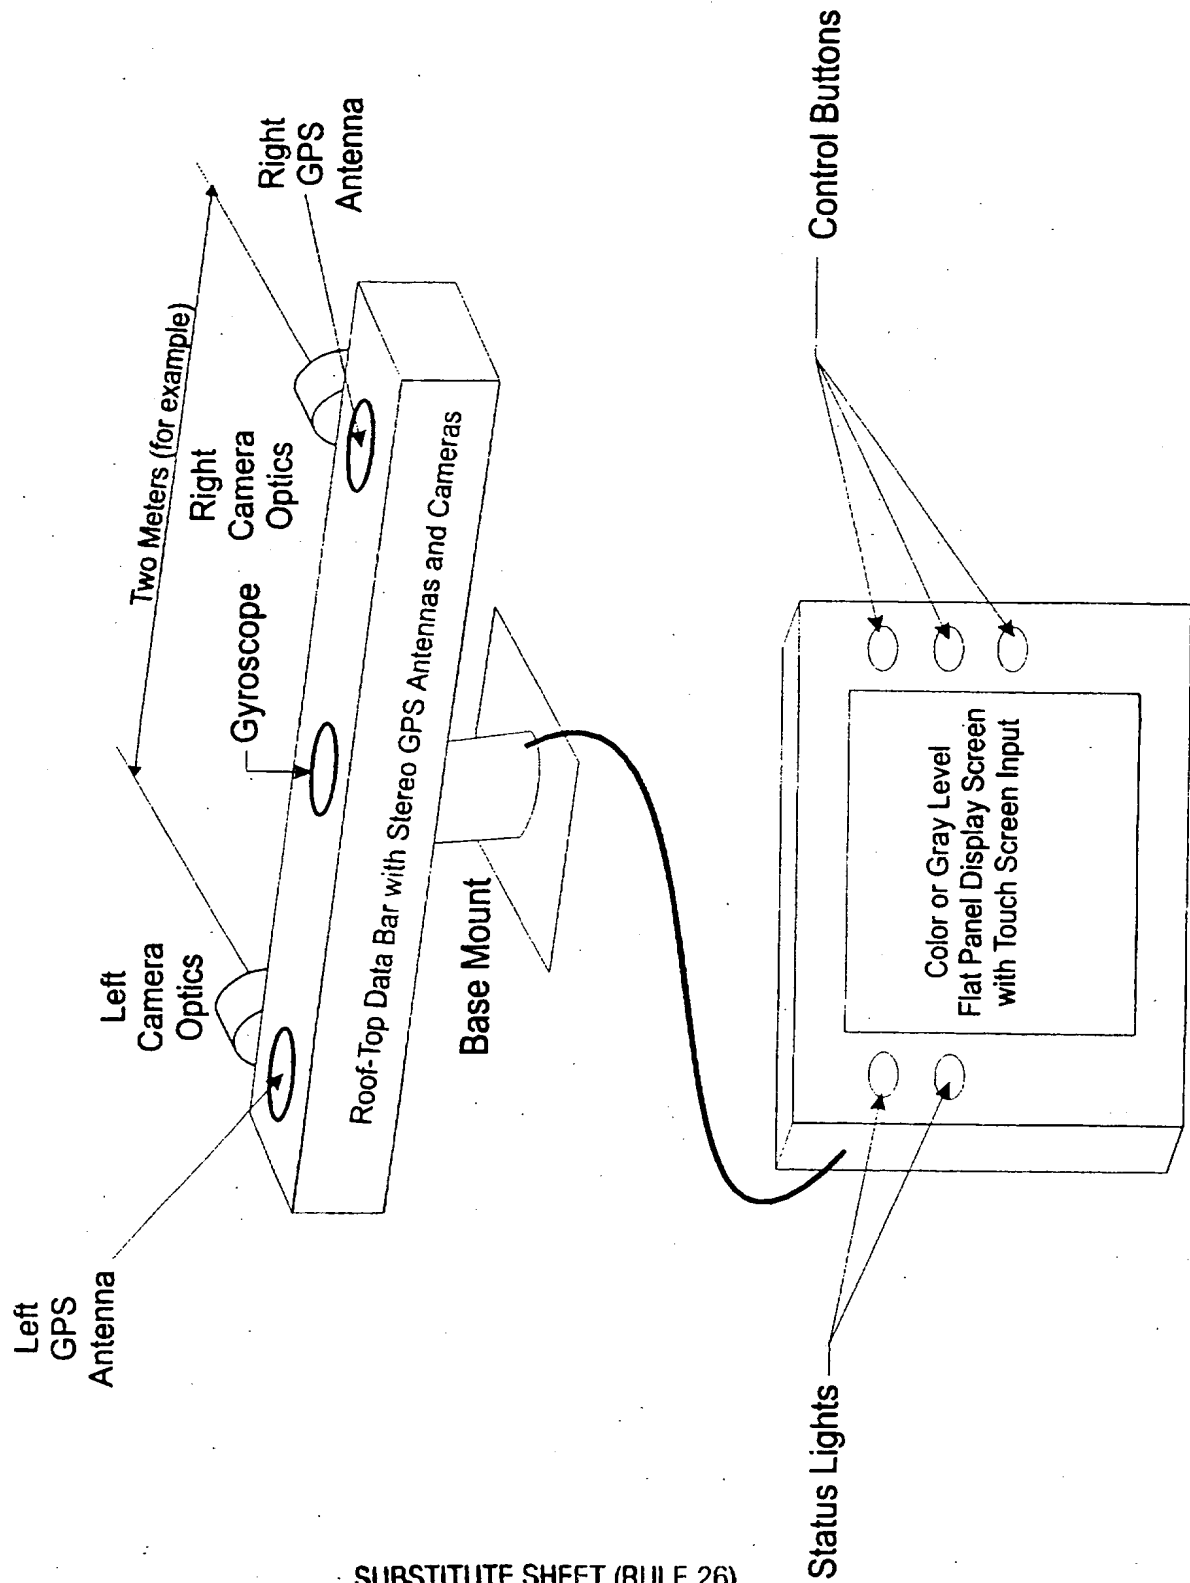 Left
GPS
Antenna
Left
Camera
Optics
Gyroscope
Two Meters (for example)
Right
Camera
Optics
Right
GPS
Antenna
Roof-Top Data Bar with Stereo GPS Antennas and Cameras
Base Mount
Status Lights
Color or Gray Level
Flat Panel Display Screen
with Touch Screen Input
Control Buttons
SUBSTITUTE SHEET (RULE 26)